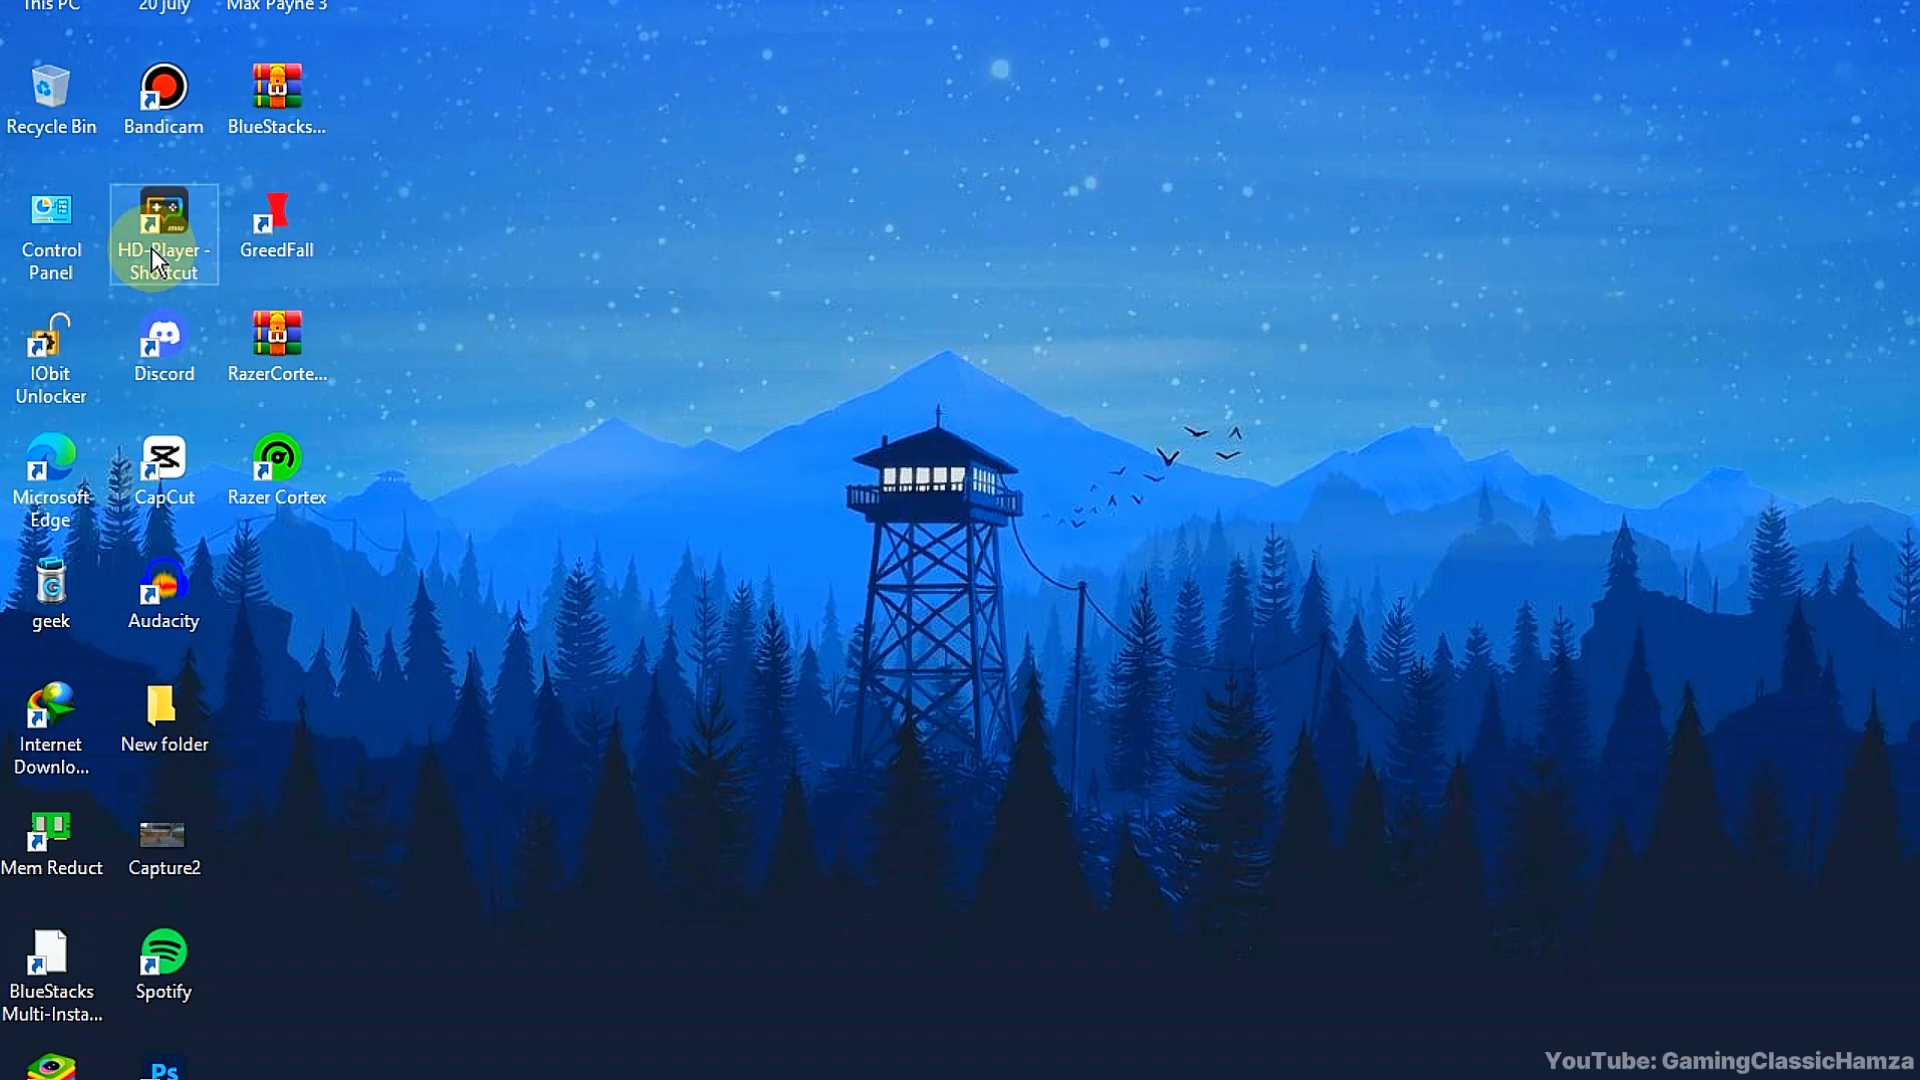 This PC
20 july
Max Payne 3
Recycle Bin
Bandicam
BlueStacks...
Control
Panel
HD-Player -
Shortcut
GreedFall
IObit
Unlocker
Discord
RazerCorte...
Microsoft
Edge
CapCut
Razer Cortex
geek
Audacity
Internet
Downlo...
New folder
Mem Reduct
Capture2
BlueStacks
Multi-Insta...
Spotify
Ps
YouTube: GamingClassicHamza